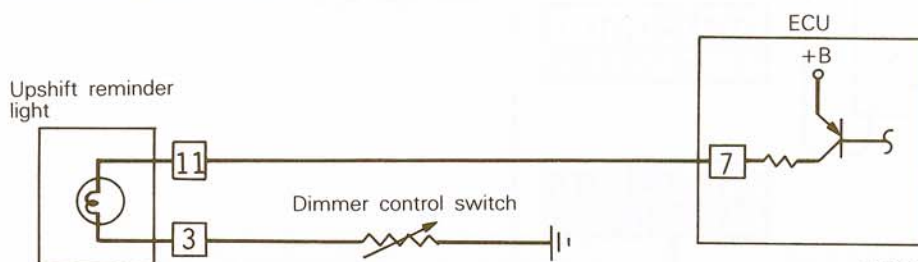 ECU
+B
Upshift reminder
light
11
7
Dimmer control switch
3